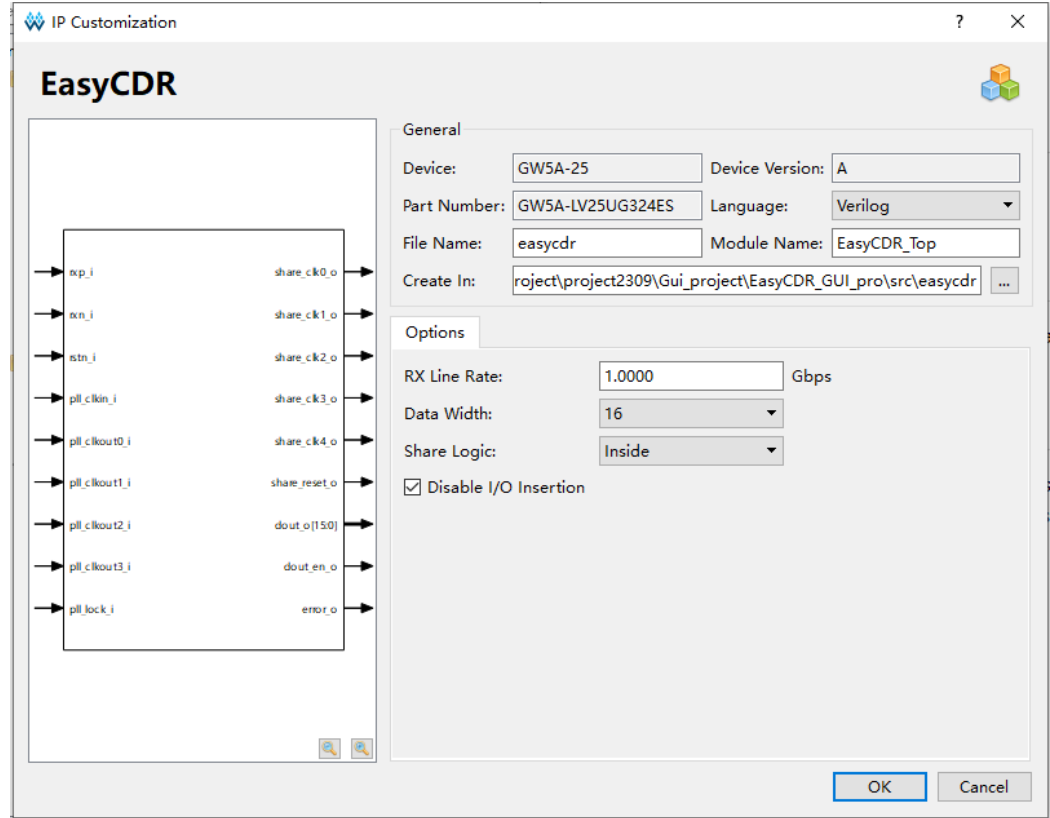 IP Customization
?
EasyCDR
rxp_i
rxn_i
rstn_i
pll_clkin_i
pll_clkout0_i
pll_clkout1_i
pll_clkout2_i
pll_clkout3_i
pll_lock_i
share_clk0_o
share_clk1_o
share_clk2_o
share_clk3_o
share_clk4_o
share_reset_o
dout_o[15:0]
dout_en_o
error_o
General
Device: GW5A-25 Device Version: A
Part Number: GW5A-LV25UG324ES Language: Verilog
File Name: easycdr Module Name: EasyCDR_Top
Create In: roject\project2309\Gui_project\EasyCDR_GUI_pro\src\easycdr ...
Options
RX Line Rate: 1.0000 Gbps
Data Width: 16
Share Logic: Inside
Disable I/O Insertion
OK Cancel